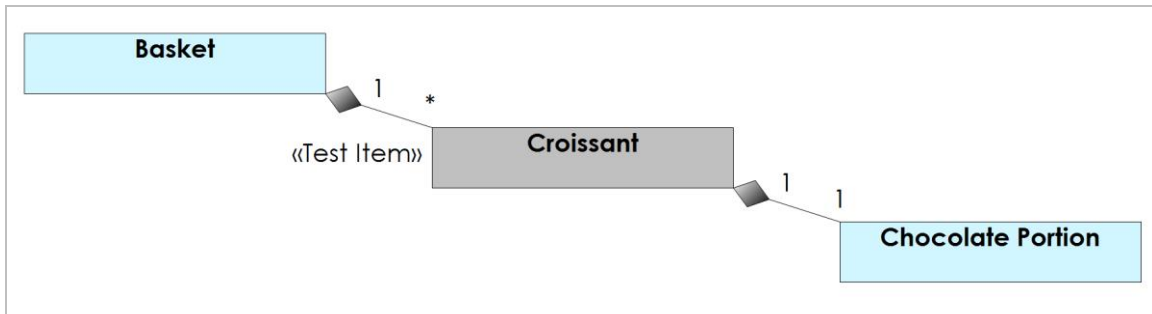 Basket
1
*
«Test Item»
Croissant
1
1
Chocolate Portion